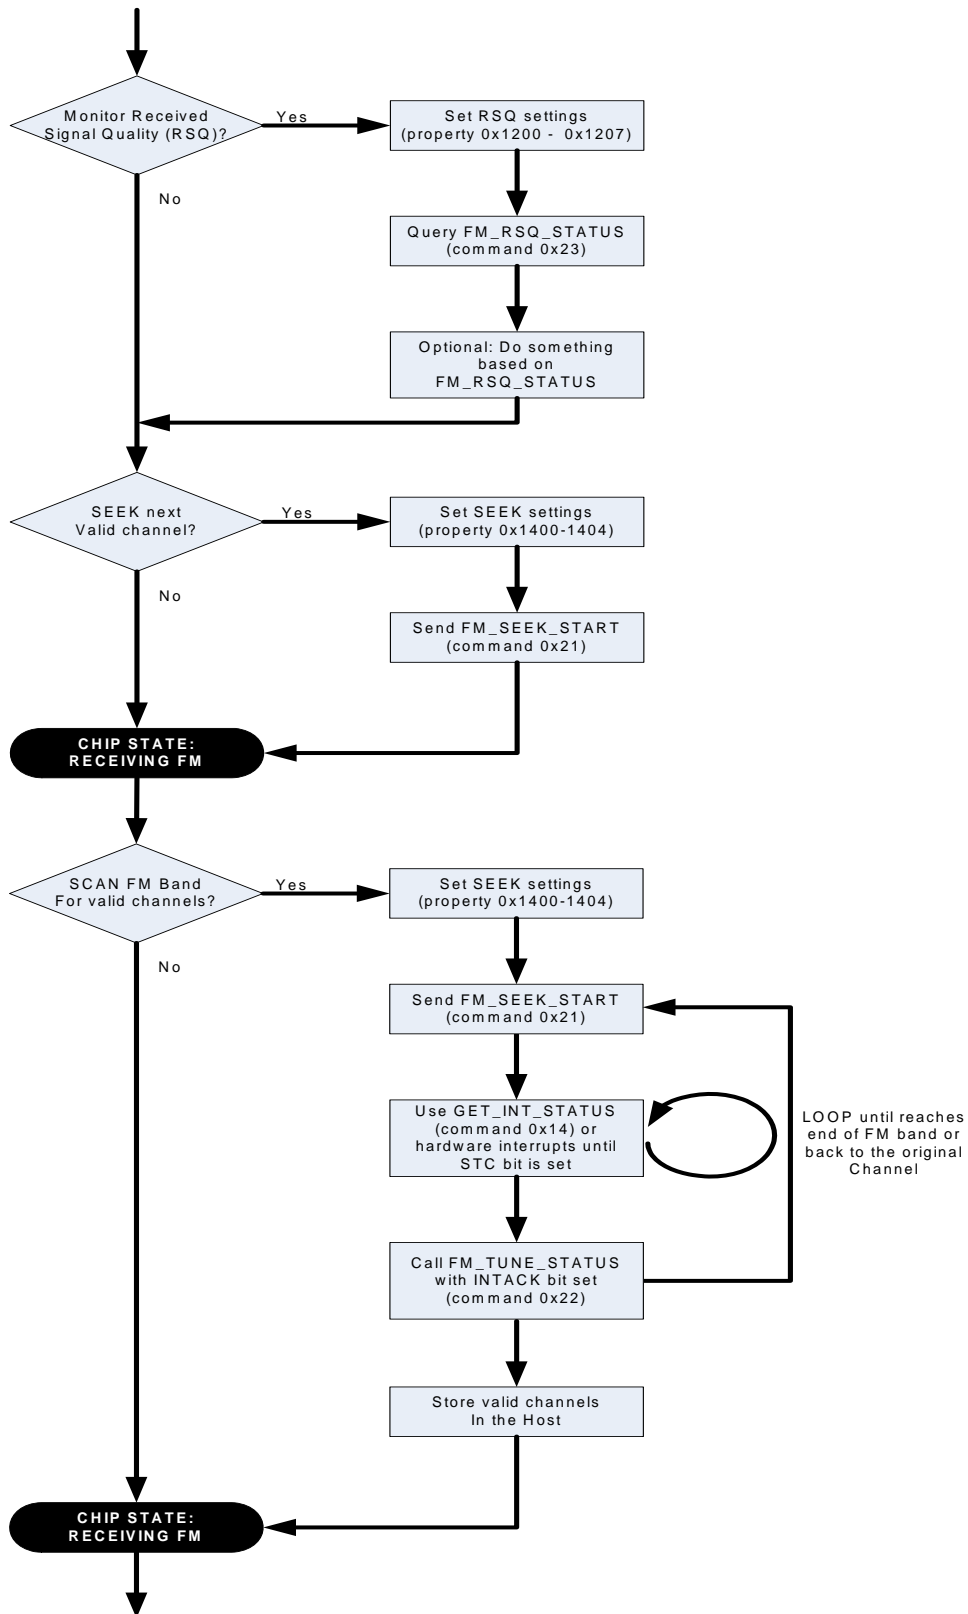 Monitor Received
Signal Quality (RSQ)?
Yes
Set RSQ settings
(property 0x1200 - 0x1207)
No
Query FM_RSQ_STATUS
(command 0x23)
Optional: Do something
based on
FM_RSQ_STATUS
SEEK next
Valid channel?
Yes
Set SEEK settings
(property 0x1400-1404)
No
Send FM_SEEK_START
(command 0x21)
CHIP STATE:
RECEIVING FM
SCAN FM Band
For valid channels?
Yes
Set SEEK settings
(property 0x1400-1404)
No
Send FM_SEEK_START
(command 0x21)
Use GET_INT_STATUS
(command 0x14) or
hardware interrupts until
STC bit is set
LOOP until reaches
end of FM band or
back to the original
Channel
Call FM_TUNE_STATUS
with INTACK bit set
(command 0x22)
Store valid channels
In the Host
CHIP STATE:
RECEIVING FM